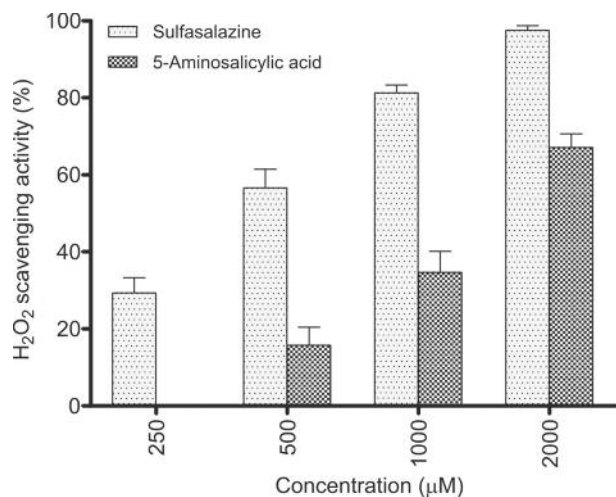 Sulfasalazine
5-Aminosalicylic acid
H₂O₂ scavenging activity (%)
100
80
60
40
20
0
250
500
1000
2000
Concentration (μM)